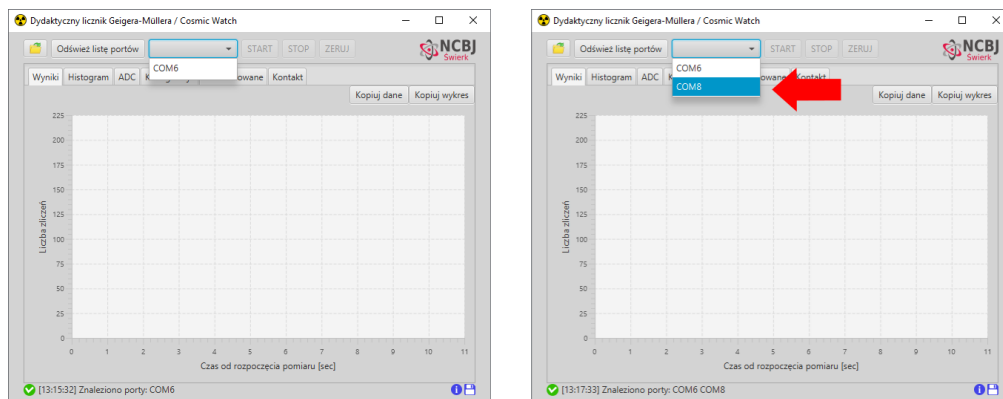 Dydaktyczny licznik Geigera-Müllera / Cosmic Watch
Odśwież listę portów START STOP ZERUJ
NCBJ
Świerk
COM6
Wyniki Histogram ADC Kontakt
Kopiuj dane Kopiuj wykres
225
200
175
150
125
100
75
50
25
0
Liczba zliczeń
0 1 2 3 4 5 6 7 8 9 10 11
Czas od rozpoczęcia pomiaru [sec]
[13:15:32] Znaleziono porty: COM6
Dydaktyczny licznik Geigera-Müllera / Cosmic Watch
Odśwież listę portów START STOP ZERUJ
NCBJ
Świerk
COM6
COM8
Wyniki Histogram ADC Kontakt
Kopiuj dane Kopiuj wykres
225
200
175
150
125
100
75
50
25
0
Liczba zliczeń
0 1 2 3 4 5 6 7 8 9 10 11
Czas od rozpoczęcia pomiaru [sec]
[13:17:33] Znaleziono porty: COM6 COM8